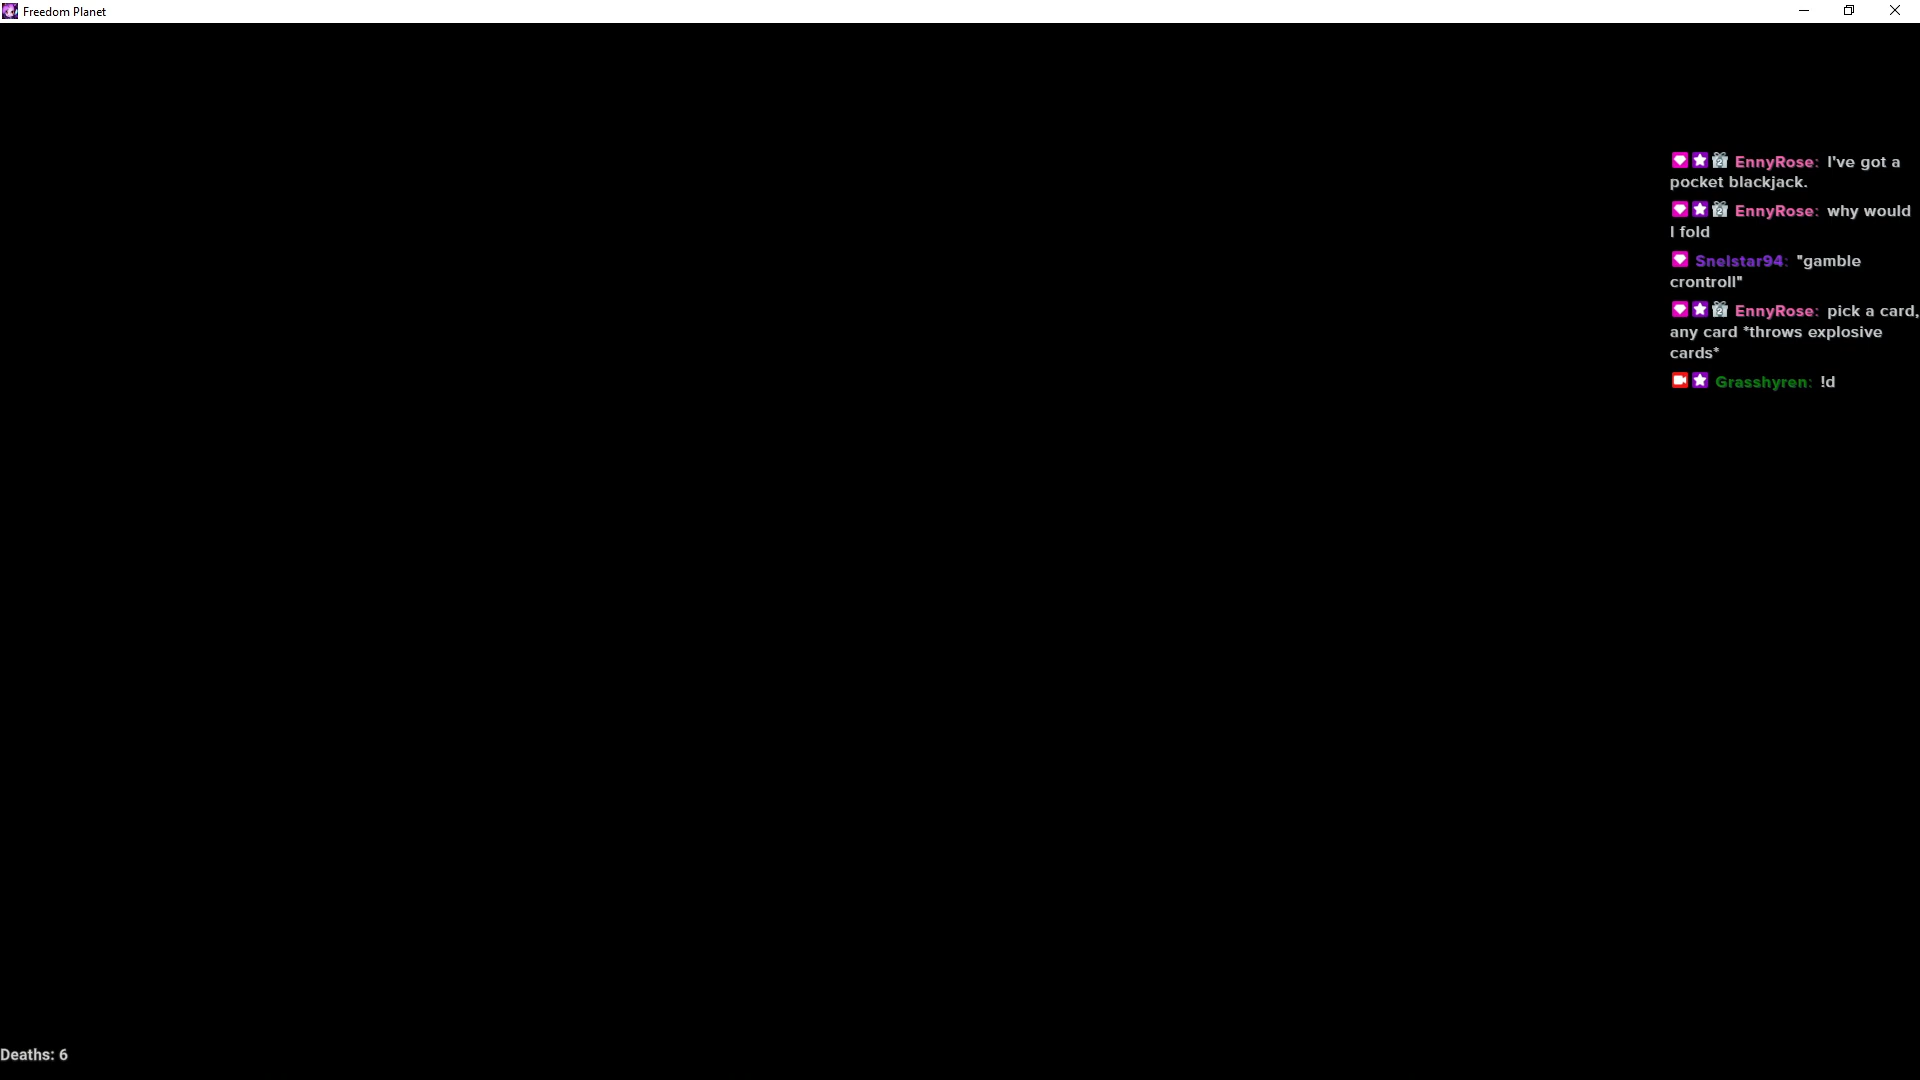 Freedom Planet
EnnyRose: I've got a
pocket blackjack.
EnnyRose: why would
I fold
Snelstar94: "gamble
crontroll"
EnnyRose: pick a card,
any card *throws explosive
cards*
Grasshyren: !d
Deaths: 6